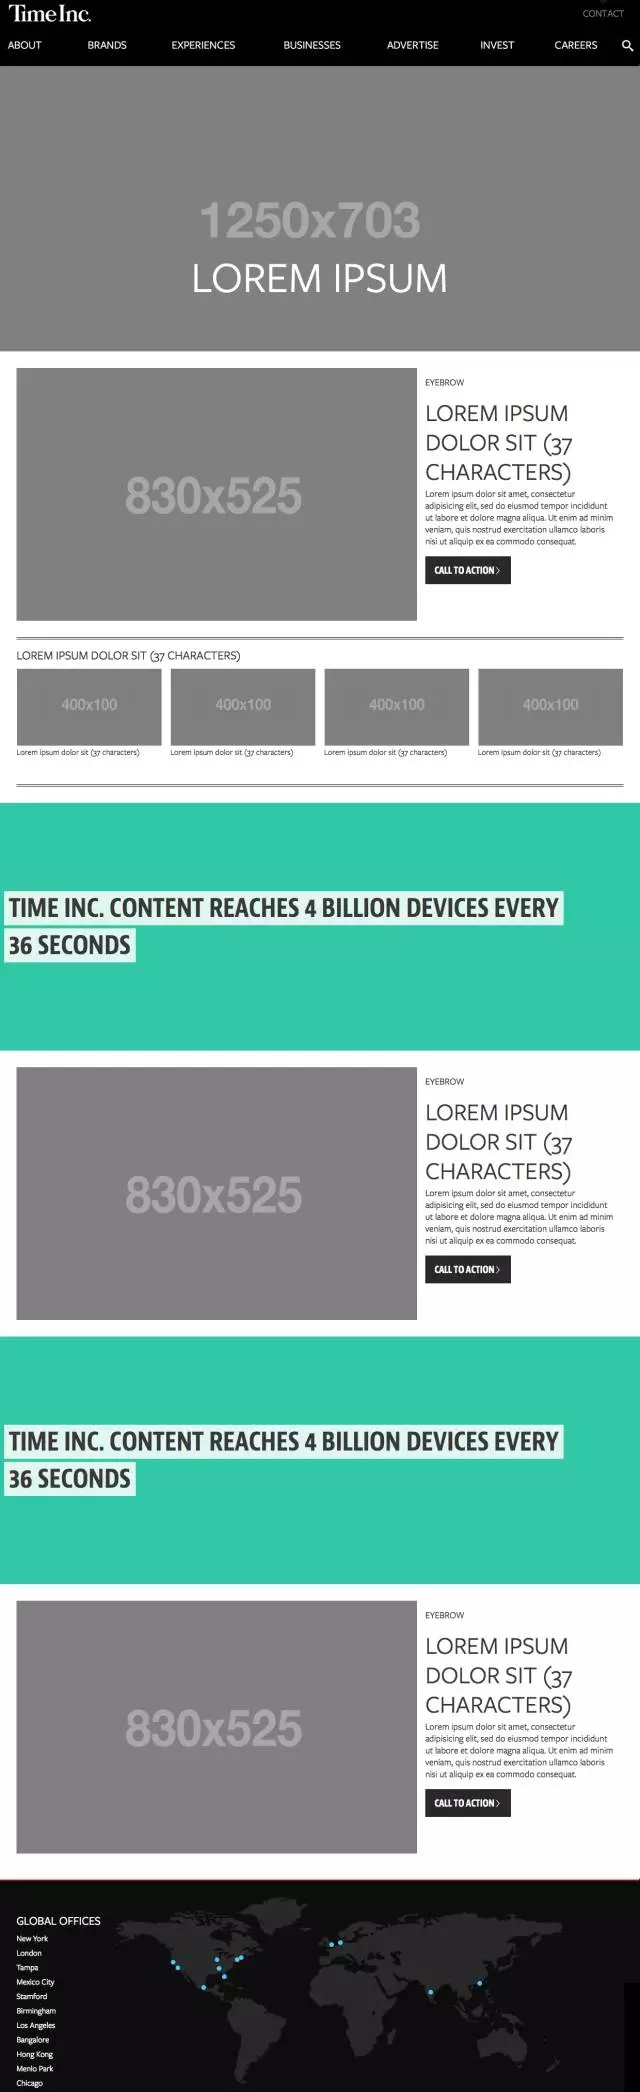 Time Inc.
CONTACT
ABOUT BRANDS EXPERIENCES BUSINESSES ADVERTISE INVEST CAREERS
1250x703
LOREM IPSUM
830x525
EYEBROW
LOREM IPSUM
DOLOR SIT (37
CHARACTERS)
Lorem ipsum dolor sit amet, consectetur
adipisicing elit, sed do eiusmod tempor incididunt
ut labore et dolore magna aliqua. Ut enim ad minim
veniam, quis nostrud exercitation ullamco laboris
nisi ut aliquip ex ea commodo consequat.
CALL TO ACTION >
LOREM IPSUM DOLOR SIT (37 CHARACTERS)
400x100 400x100 400x100 400x100
Lorem ipsum dolor sit (37 characters) Lorem ipsum dolor sit (37 characters) Lorem ipsum dolor sit (37 characters) Lorem ipsum dolor sit (37 characters)
TIME INC. CONTENT REACHES 4 BILLION DEVICES EVERY
36 SECONDS
830x525
EYEBROW
LOREM IPSUM
DOLOR SIT (37
CHARACTERS)
Lorem ipsum dolor sit amet, consectetur
adipisicing elit, sed do eiusmod tempor incididunt
ut labore et dolore magna aliqua. Ut enim ad minim
veniam, quis nostrud exercitation ullamco laboris
nisi ut aliquip ex ea commodo consequat.
CALL TO ACTION >
TIME INC. CONTENT REACHES 4 BILLION DEVICES EVERY
36 SECONDS
830x525
EYEBROW
LOREM IPSUM
DOLOR SIT (37
CHARACTERS)
Lorem ipsum dolor sit amet, consectetur
adipisicing elit, sed do eiusmod tempor incididunt
ut labore et dolore magna aliqua. Ut enim ad minim
veniam, quis nostrud exercitation ullamco laboris
nisi ut aliquip ex ea commodo consequat.
CALL TO ACTION >
GLOBAL OFFICES
New York
London
Tampa
Mexico City
Stamford
Birmingham
Los Angeles
Bangalore
Hong Kong
Menlo Park
Chicago